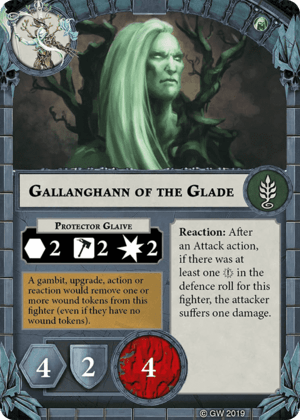 GALLANGHANN OF THE GLADE
PROTECTOR GLAIVE
2 2 2
A gambit, upgrade, action or
reaction would remove one or
more wound tokens from this
fighter (even if they have no
wound tokens).
Reaction: After
an Attack action,
if there was at
least one in the
defence roll for this
fighter, the attacker
suffers one damage.
4 2 4
© GW 2019